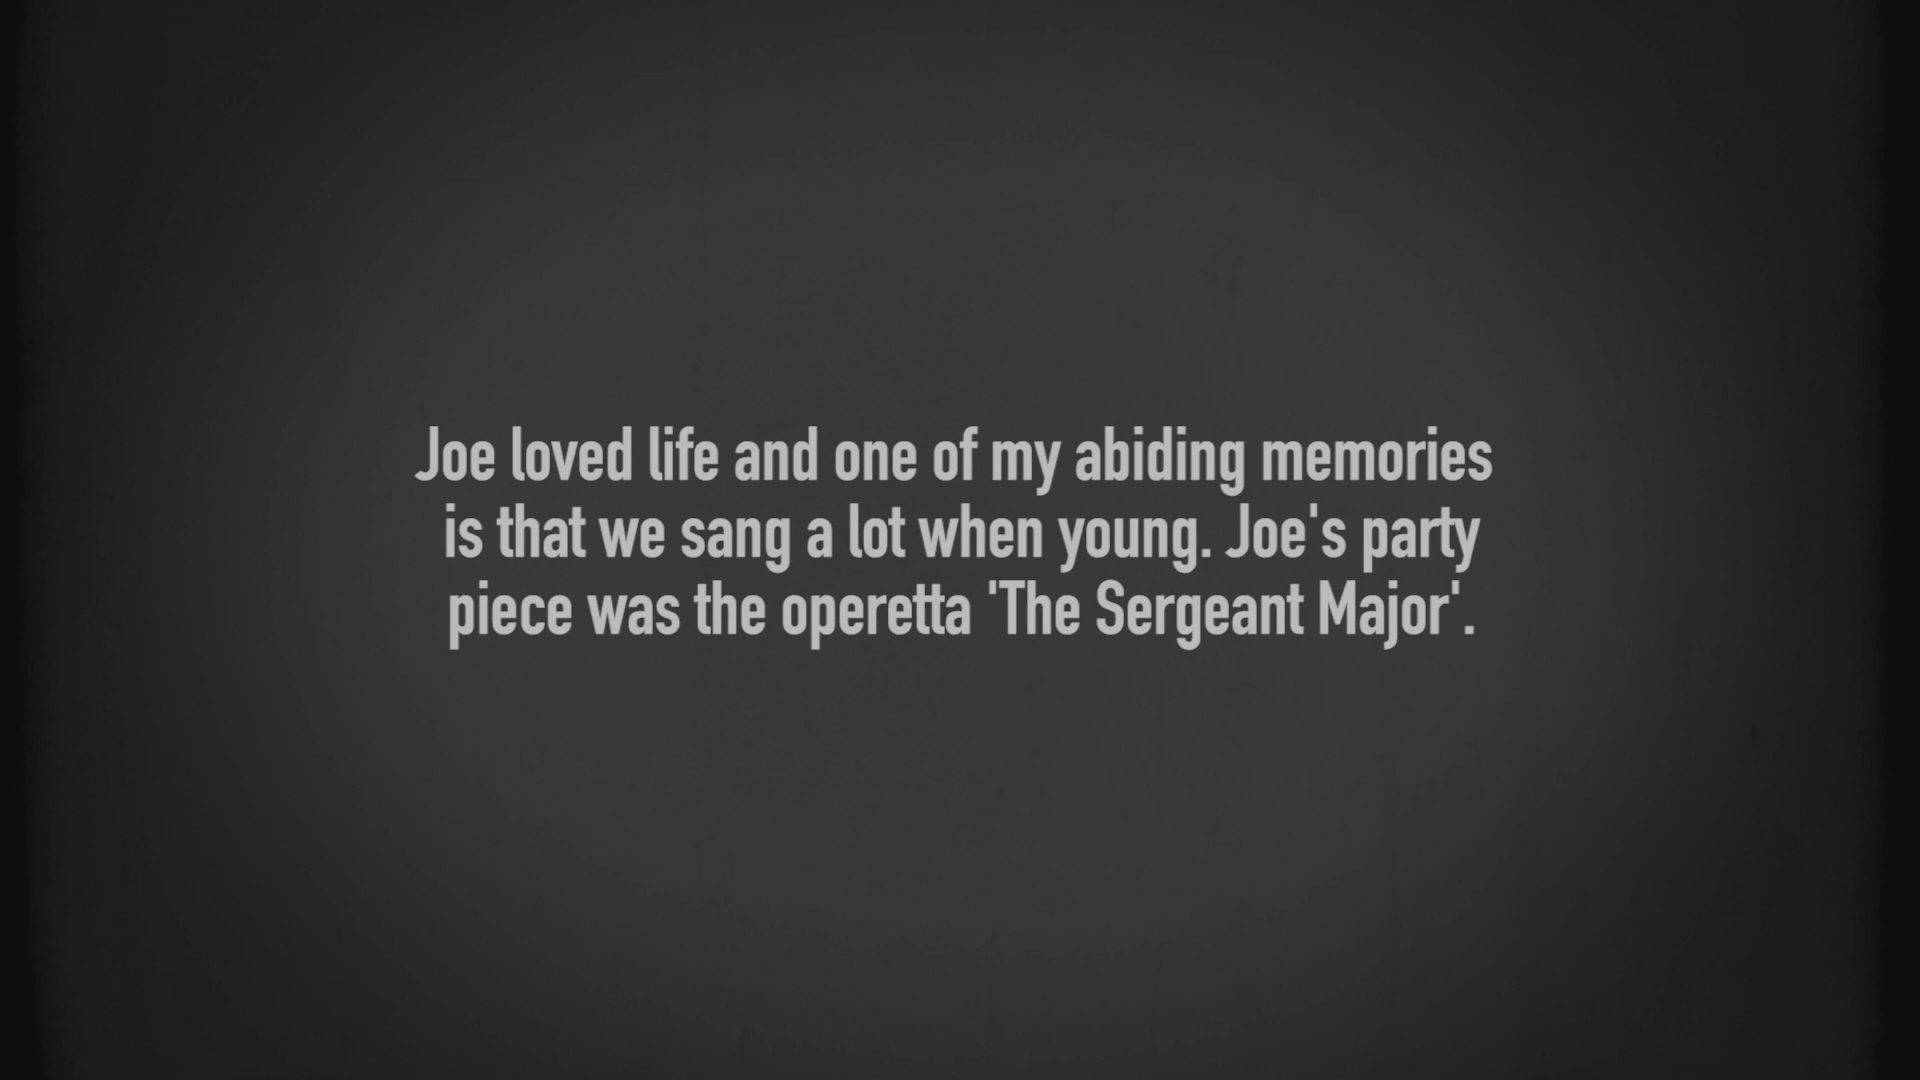 Joe loved life and one of my abiding memories
is that we sang a lot when young. Joe's party
piece was the operetta 'The Sergeant Major'.